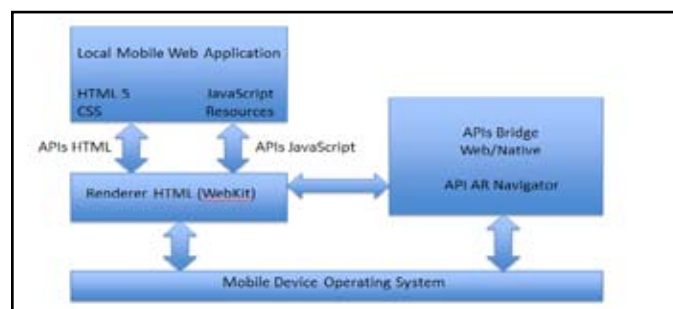 Local Mobile Web Application
HTML 5 JavaScript
CSS Resources
APIs HTML
APIs JavaScript
APIs Bridge
Web/Native
API AR Navigator
Renderer HTML (WebKit)
Mobile Device Operating System